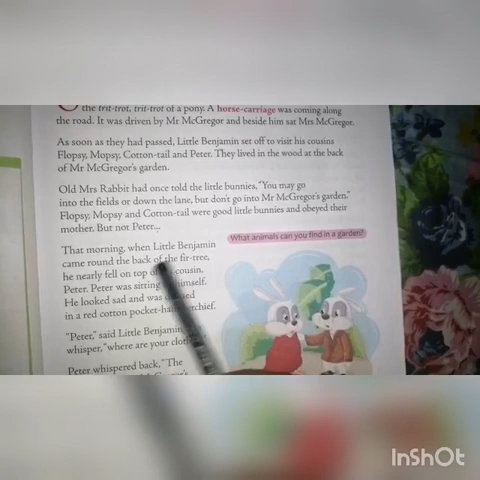 the trit-trot, trit-trot of a pony. A horse-carriage was coming along
the road. It was driven by Mr McGregor and beside him sat Mrs McGregor.
As soon as they had passed, Little Benjamin set off to visit his cousins
Flopsy, Mopsy, Cotton-tail and Peter. They lived in the wood at the back
of Mr McGregor's garden.
Old Mrs Rabbit had once told the little bunnies, "You may go
into the fields or down the lane, but don't go into Mr McGregor's garden."
Flopsy, Mopsy and Cotton-tail were good little bunnies and obeyed their
mother. But not Peter...
What animals can you find in a garden?
That morning, when Little Benjamin
came round the back of the fir-tree,
he nearly fell on top of cousin,
Peter. Peter was sitting himself.
He looked sad and was
in a red cotton pocket-
"Peter," said Little Benjamin
whisper, "where are your
Peter whispered back, "The
InShOt